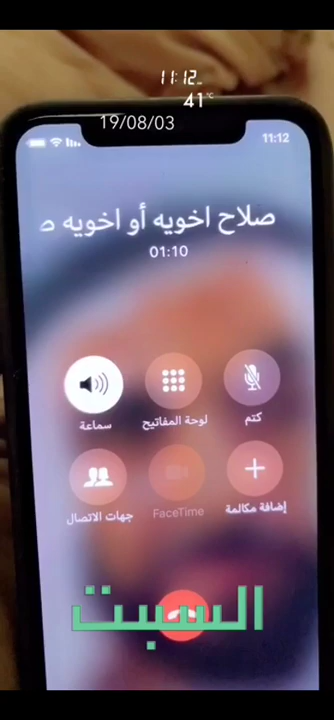 11:12
41°C
19/08/03
11:12
صلاح اخويه أو اخويه ص
01:10
كتم
لوحة المفاتيح
سماعة
إضافة مكالمة
FaceTime
جهات الاتصال
السبت